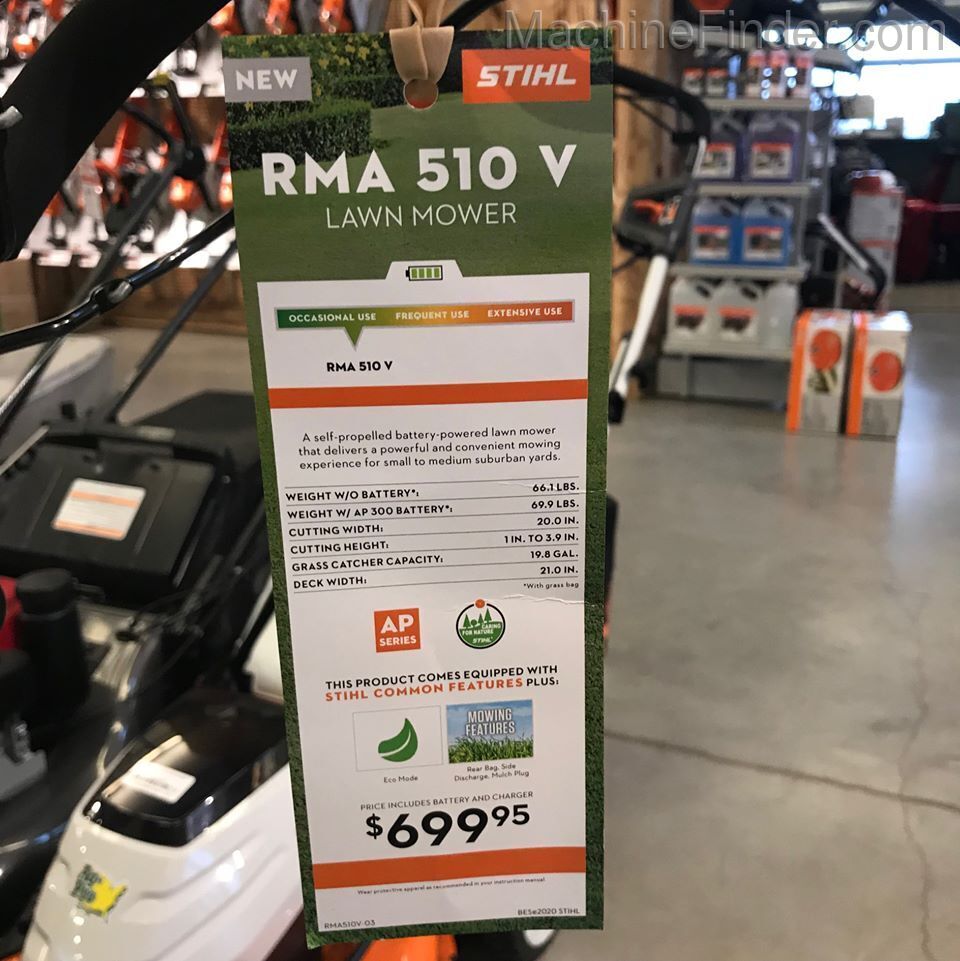 MachineFinder.com
NEW
STIHL
RMA 510 V
LAWN MOWER
OCCASIONAL USE FREQUENT USE EXTENSIVE USE
RMA 510 V
A self-propelled battery-powered lawn mower
that delivers a powerful and convenient mowing
experience for small to medium suburban yards.
WEIGHT W/O BATTERY*: 66.1 LBS.
WEIGHT W/ AP 300 BATTERY*: 69.9 LBS.
CUTTING WIDTH: 20.0 IN.
CUTTING HEIGHT: 1 IN. TO 3.9 IN.
GRASS CATCHER CAPACITY: 19.8 GAL.
DECK WIDTH: 21.0 IN.
*With grass bag
AP
SERIES
CARING
FOR NATURE
STIHL
THIS PRODUCT COMES EQUIPPED WITH
STIHL COMMON FEATURES PLUS:
MOWING
FEATURES
Eco Mode
Rear Bag, Side
Discharge, Mulch Plug
PRICE INCLUDES BATTERY AND CHARGER
$699.95
Wear protective apparel as recommended in your instruction manual
RMA510V-03
BESe2020 STIHL